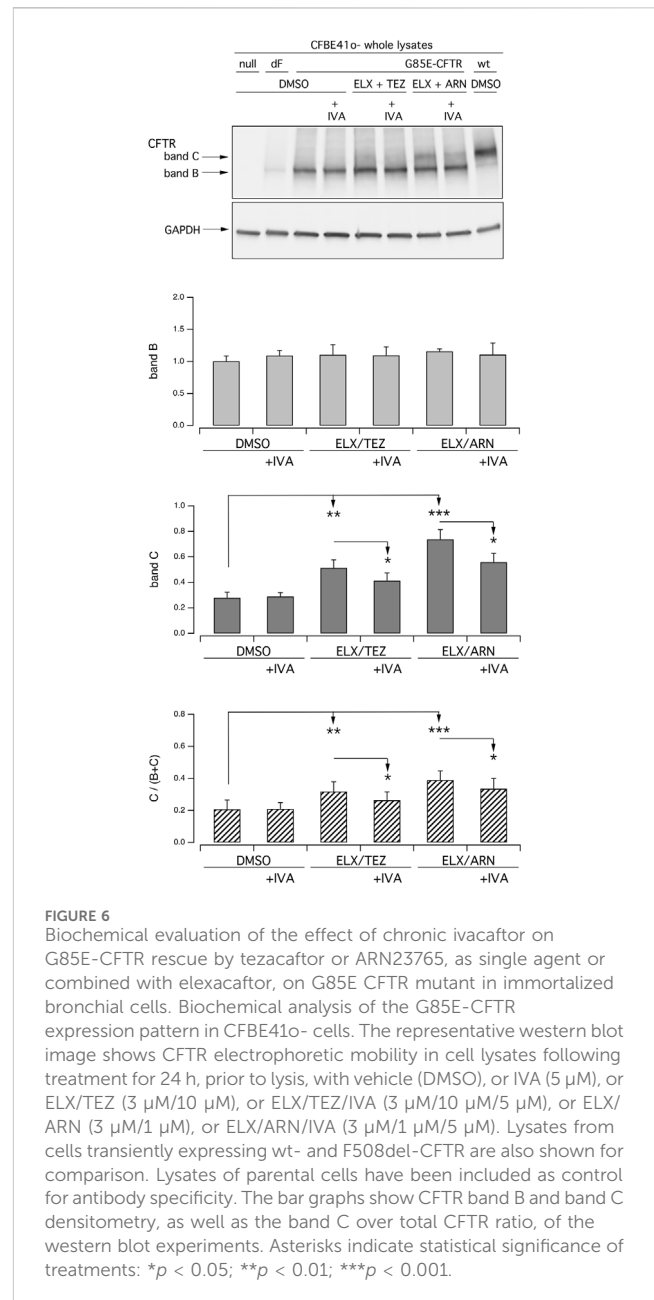 CFBE41o- whole lysates
null dF G85E-CFTR wt
DMSO ELX + TEZ ELX + ARN DMSO
+ + +
IVA IVA IVA
CFTR
band C
band B
GAPDH
2.0
1.5
band B
1.0
0.5
0.0
DMSO ELX/TEZ ELX/ARN
+IVA +IVA +IVA
1.0
** ***
0.8
* *
0.6
band C
0.4
0.2
0.0
DMSO ELX/TEZ ELX/ARN
+IVA +IVA +IVA
0.8
** ***
0.6
* *
C / (B+C)
0.4
0.2
0.0
DMSO ELX/TEZ ELX/ARN
+IVA +IVA +IVA
FIGURE 6
Biochemical evaluation of the effect of chronic ivacaftor on
G85E-CFTR rescue by tezacaftor or ARN23765, as single agent or
combined with elexacaftor, on G85E CFTR mutant in immortalized
bronchial cells. Biochemical analysis of the G85E-CFTR
expression pattern in CFBE41o- cells. The representative western blot
image shows CFTR electrophoretic mobility in cell lysates following
treatment for 24 h, prior to lysis, with vehicle (DMSO), or IVA (5 µM), or
ELX/TEZ (3 µM/10 µM), or ELX/TEZ/IVA (3 µM/10 µM/5 µM), or ELX/
ARN (3 µM/1 µM), or ELX/ARN/IVA (3 µM/1 µM/5 µM). Lysates from
cells transiently expressing wt- and F508del-CFTR are also shown for
comparison. Lysates of parental cells have been included as control
for antibody specificity. The bar graphs show CFTR band B and band C
densitometry, as well as the band C over total CFTR ratio, of the
western blot experiments. Asterisks indicate statistical significance of
treatments: *p < 0.05; **p < 0.01; ***p < 0.001.